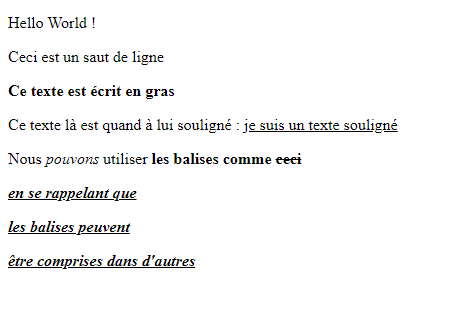 Hello World !
Ceci est un saut de ligne
Ce texte est écrit en gras
Ce texte là est quand à lui souligné : je suis un texte souligné
Nous pouvons utiliser les balises comme ceci
en se rappelant que
les balises peuvent
être comprises dans d'autres